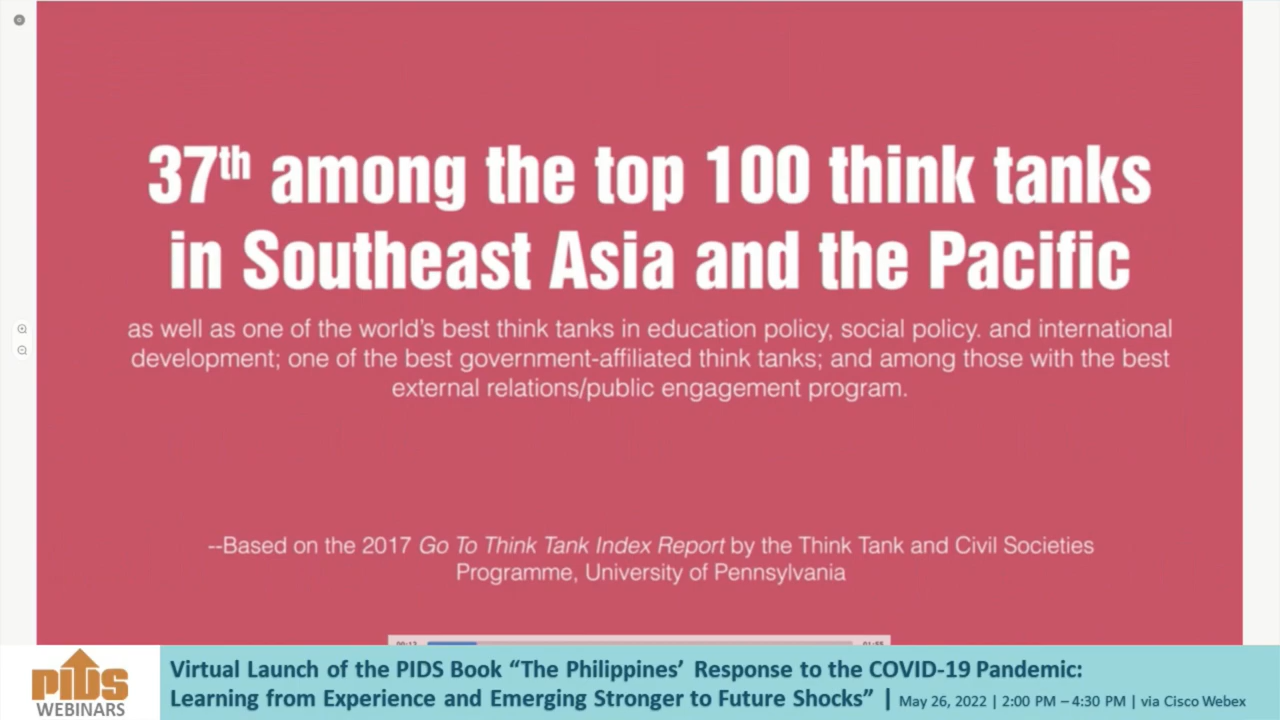 37th among the top 100 think tanks
in Southeast Asia and the Pacific
as well as one of the world's best think tanks in education policy, social policy. and international
development; one of the best government-affiliated think tanks; and among those with the best
external relations/public engagement program.
--Based on the 2017 Go To Think Tank Index Report by the Think Tank and Civil Societies
Programme, University of Pennsylvania
PIDS
WEBINARS
Virtual Launch of the PIDS Book “The Philippines’ Response to the COVID-19 Pandemic:
Learning from Experience and Emerging Stronger to Future Shocks” | May 26, 2022 | 2:00 PM – 4:30 PM | via Cisco Webex